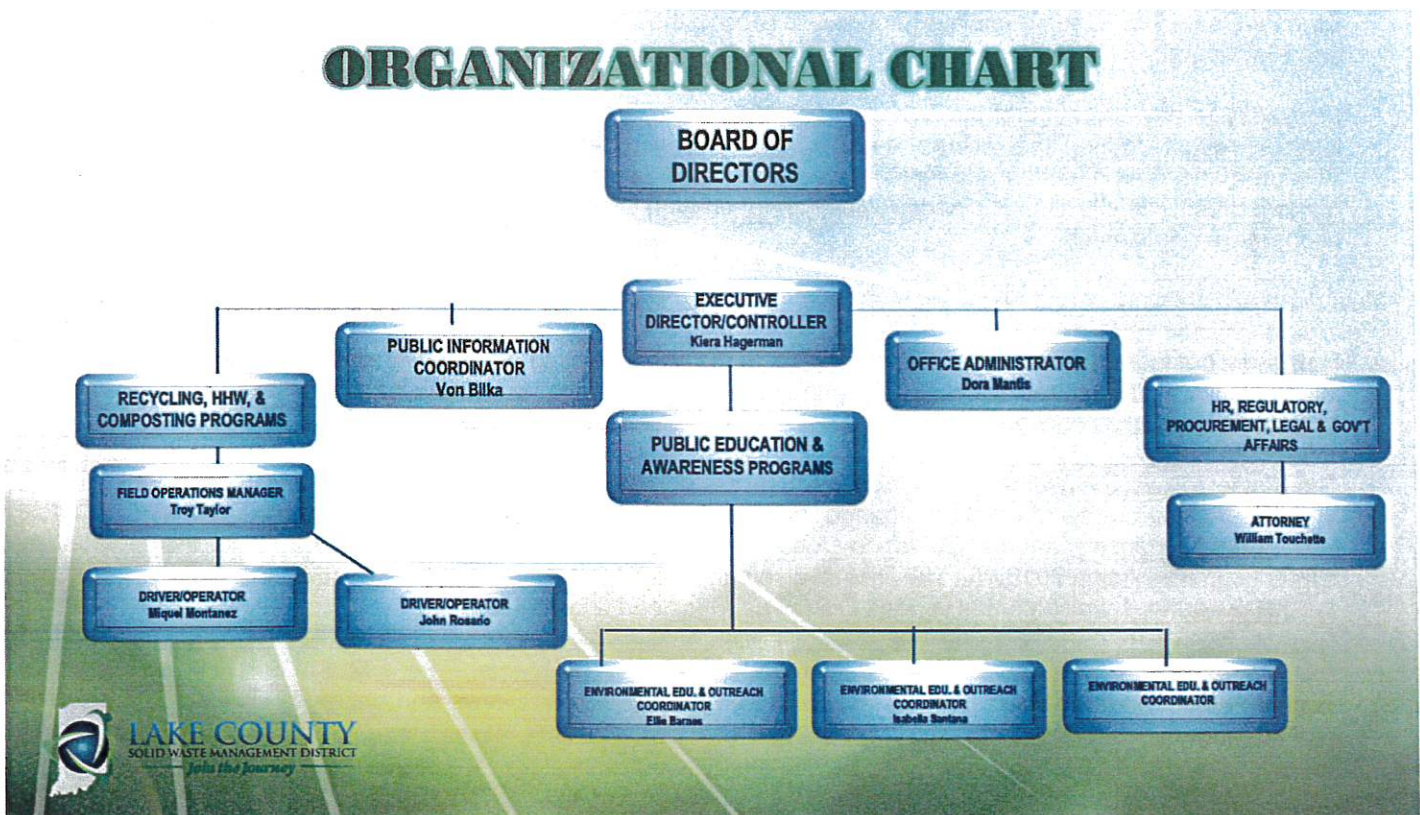 ORGANIZATIONAL CHART
BOARD OF
DIRECTORS
EXECUTIVE
DIRECTOR/CONTROLLER
Kiera Hagerman
PUBLIC INFORMATION
COORDINATOR
Von Bilka
OFFICE ADMINISTRATOR
Dora Mantis
RECYCLING, HHW, &
COMPOSTING PROGRAMS
HR, REGULATORY,
PROCUREMENT, LEGAL & GOV'T
AFFAIRS
PUBLIC EDUCATION &
AWARENESS PROGRAMS
FIELD OPERATIONS MANAGER
Troy Taylor
ATTORNEY
William Touchette
DRIVER/OPERATOR
Miquel Montanez
DRIVER/OPERATOR
John Rosario
ENVIRONMENTAL EDU. & OUTREACH
COORDINATOR
Ellie Barnes
ENVIRONMENTAL EDU. & OUTREACH
COORDINATOR
Isabella Santana
ENVIRONMENTAL EDU. & OUTREACH
COORDINATOR
LAKE COUNTY
SOLID WASTE MANAGEMENT DISTRICT
Join the Journey